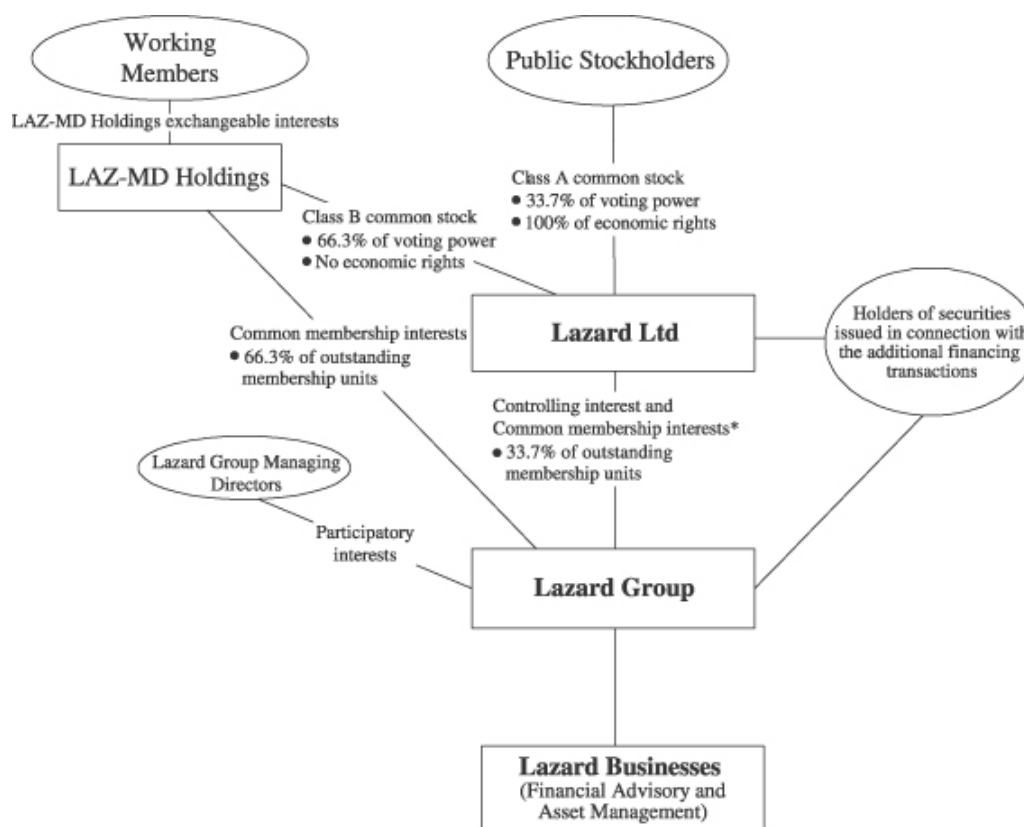 Working
Members
Public Stockholders
LAZ-MD Holdings exchangeable interests
LAZ-MD Holdings
Class A common stock
● 33.7% of voting power
● 100% of economic rights
Class B common stock
● 66.3% of voting power
● No economic rights
Common membership interests
● 66.3% of outstanding
membership units
Lazard Ltd
Holders of securities
issued in connection with
the additional financing
transactions
Controlling interest and
Common membership interests*
● 33.7% of outstanding
membership units
Lazard Group Managing
Directors
Participatory
interests
Lazard Group
Lazard Businesses
(Financial Advisory and
Asset Management)